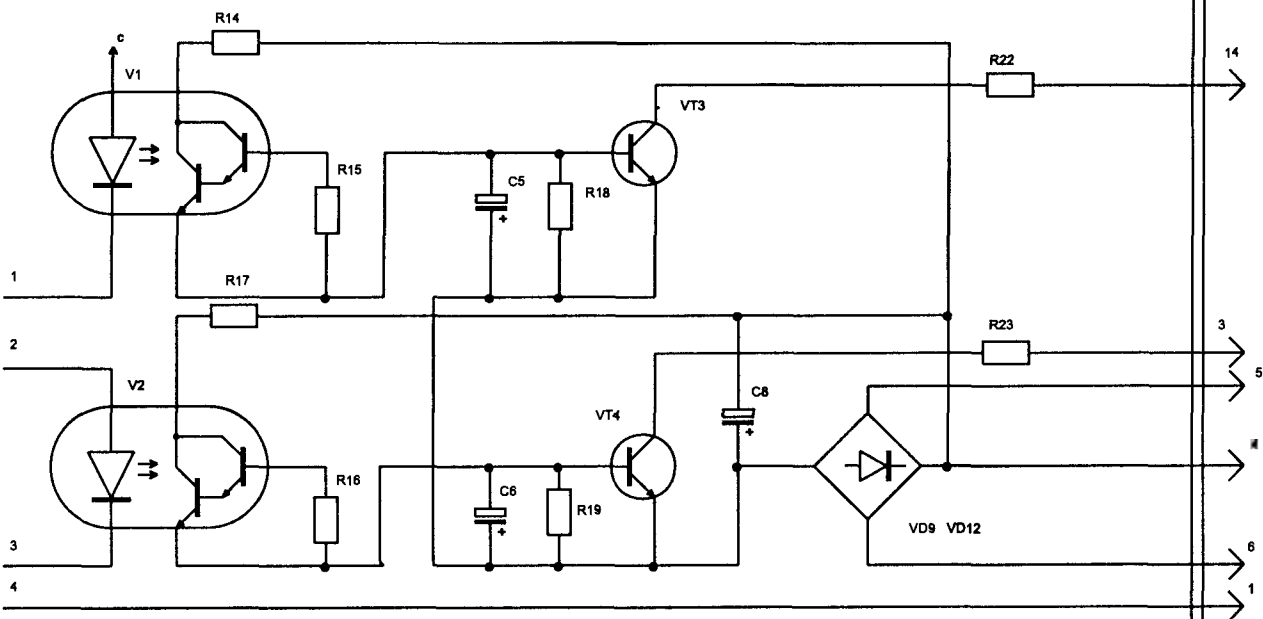 R14
c
R22
14
V1
VT3
R15
C5
+
R18
1
R17
R23
3
2
5
V2
C8
+
VT4
R16
C6
+
R19
VD9 VD12
3
6
4
1